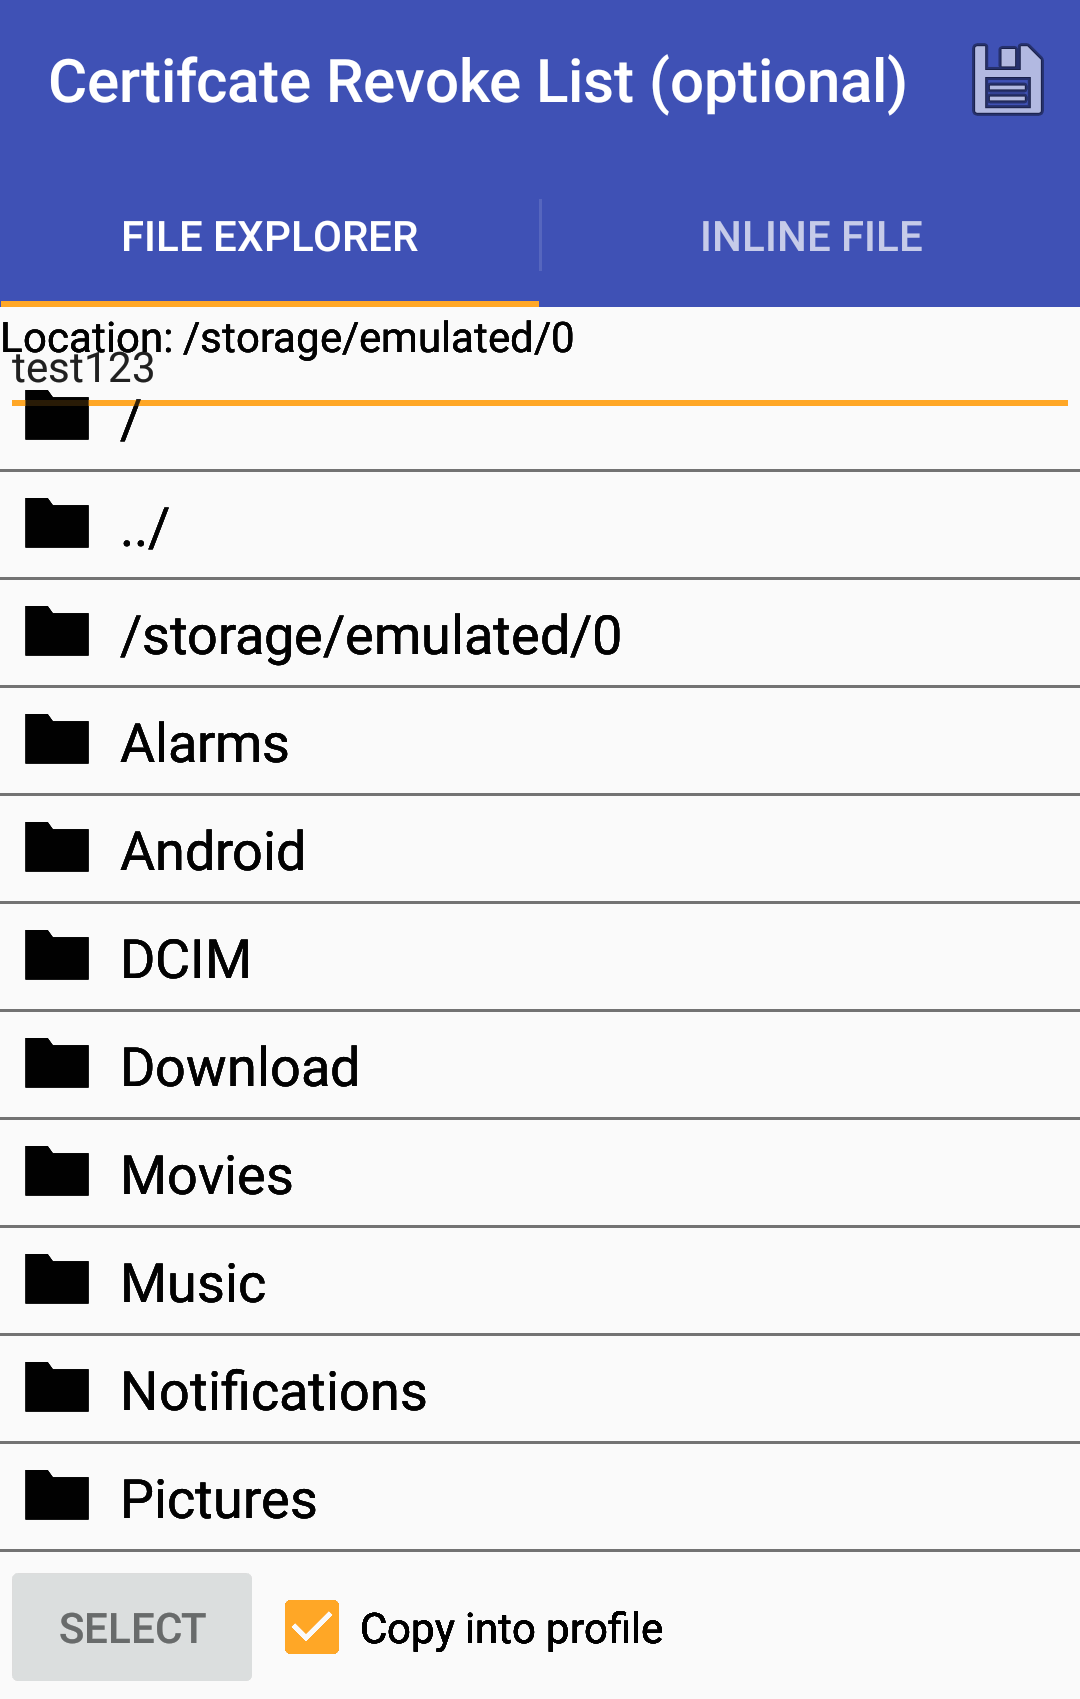 Certifcate Revoke List (optional)
FILE EXPLORER
INLINE FILE
Location: /storage/emulated/0
test123
/
../
/storage/emulated/0
Alarms
Android
DCIM
Download
Movies
Music
Notifications
Pictures
SELECT
Copy into profile